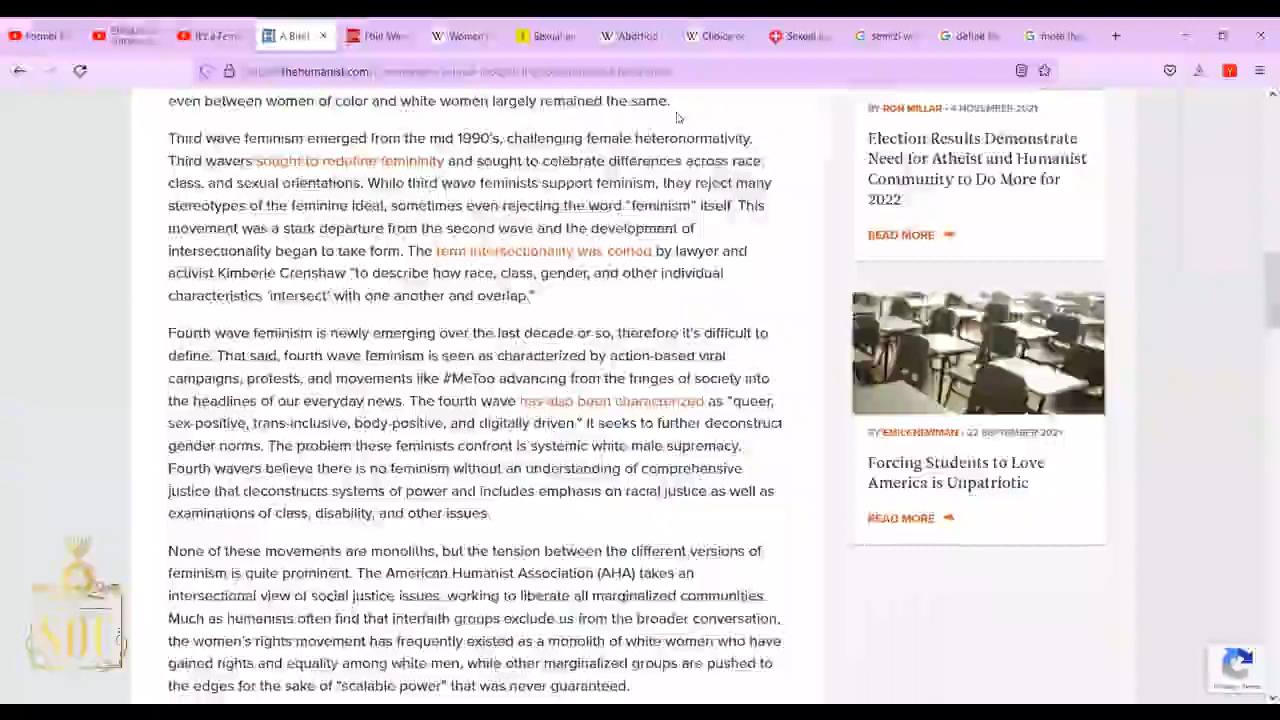 It's a
A Brief
Women's
Sexual
Abortion
Choice
Sexual
thehumanist.com
even between women of color and white women largely remained the same.
Third wave feminism emerged from the mid 1990's, challenging female heteronormativity.
Third wavers sought to redefine femininity and sought to celebrate differences across race,
class, and sexual orientations. While third wave feminists support feminism, they reject many
stereotypes of the feminine ideal, sometimes even rejecting the word "feminism" itself. This
movement was a stark departure from the second wave and the development of
intersectionality began to take form. The term intersectionality was coined by lawyer and
activist Kimberle Crenshaw "to describe how race, class, gender, and other individual
characteristics 'intersect' with one another and overlap."
Fourth wave feminism is newly emerging over the last decade or so, therefore it's difficult to
define. That said, fourth wave feminism is seen as characterized by action-based viral
campaigns, protests, and movements like #MeToo advancing from the fringes of society into
the headlines of our everyday news. The fourth wave has also been characterized as "queer,
sex-positive, trans-inclusive, body-positive, and digitally driven." It seeks to further deconstruct
gender norms. The problem these feminists confront is systemic white male supremacy.
Fourth wavers believe there is no feminism without an understanding of comprehensive
justice that deconstructs systems of power and includes emphasis on racial justice as well as
examinations of class, disability, and other issues.
None of these movements are monoliths, but the tension between the different versions of
feminism is quite prominent. The American Humanist Association (AHA) takes an
intersectional view of social justice issues, working to liberate all marginalized communities.
Much as humanists often find that interfaith groups exclude us from the broader conversation,
the women's rights movement has frequently existed as a monolith of white women who have
gained rights and equality among white men, while other marginalized groups are pushed to
the edges for the sake of "scalable power" that was never guaranteed.
BY RON MILLAR • 4 NOVEMBER 2021
Election Results Demonstrate
Need for Atheist and Humanist
Community to Do More for
2022
READ MORE
BY EMILY NEWMAN • 22 SEPTEMBER 2021
Forcing Students to Love
America is Unpatriotic
READ MORE